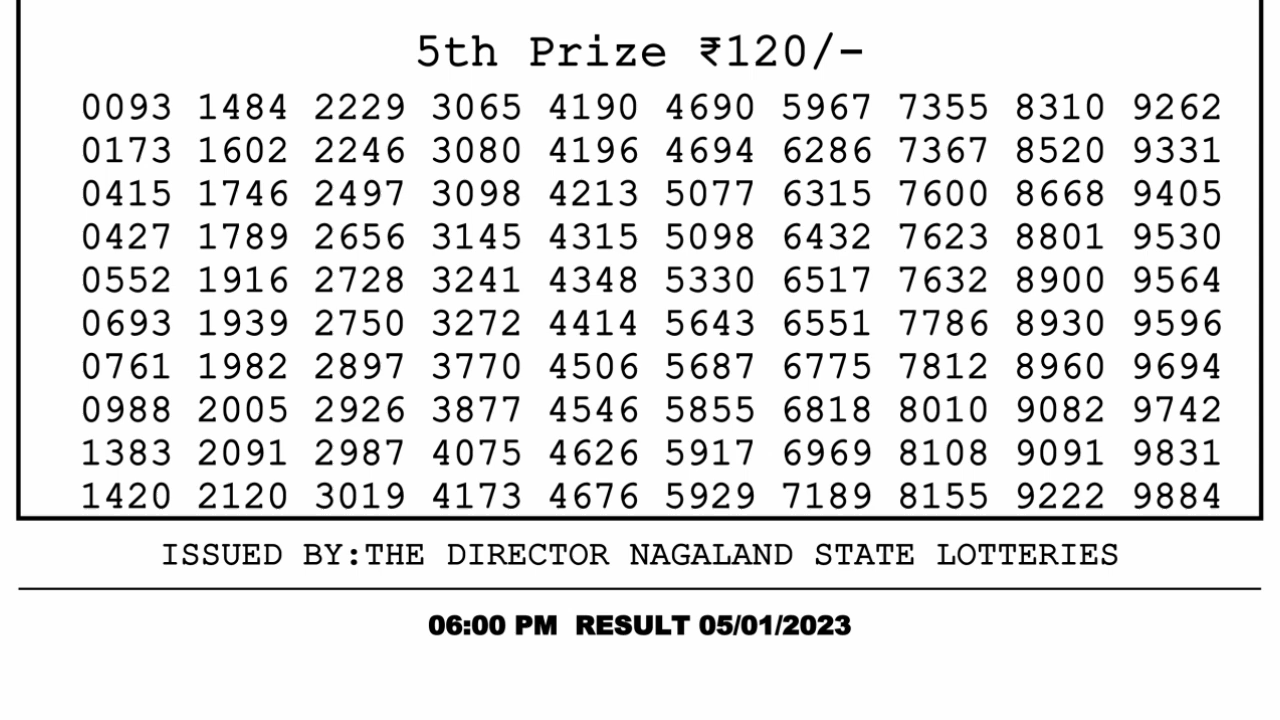 5th Prize ₹120/-
0093 1484 2229 3065 4190 4690 5967 7355 8310 9262
0173 1602 2246 3080 4196 4694 6286 7367 8520 9331
0415 1746 2497 3098 4213 5077 6315 7600 8668 9405
0427 1789 2656 3145 4315 5098 6432 7623 8801 9530
0552 1916 2728 3241 4348 5330 6517 7632 8900 9564
0693 1939 2750 3272 4414 5643 6551 7786 8930 9596
0761 1982 2897 3770 4506 5687 6775 7812 8960 9694
0988 2005 2926 3877 4546 5855 6818 8010 9082 9742
1383 2091 2987 4075 4626 5917 6969 8108 9091 9831
1420 2120 3019 4173 4676 5929 7189 8155 9222 9884
ISSUED BY:THE DIRECTOR NAGALAND STATE LOTTERIES
06:00 PM RESULT 05/01/2023